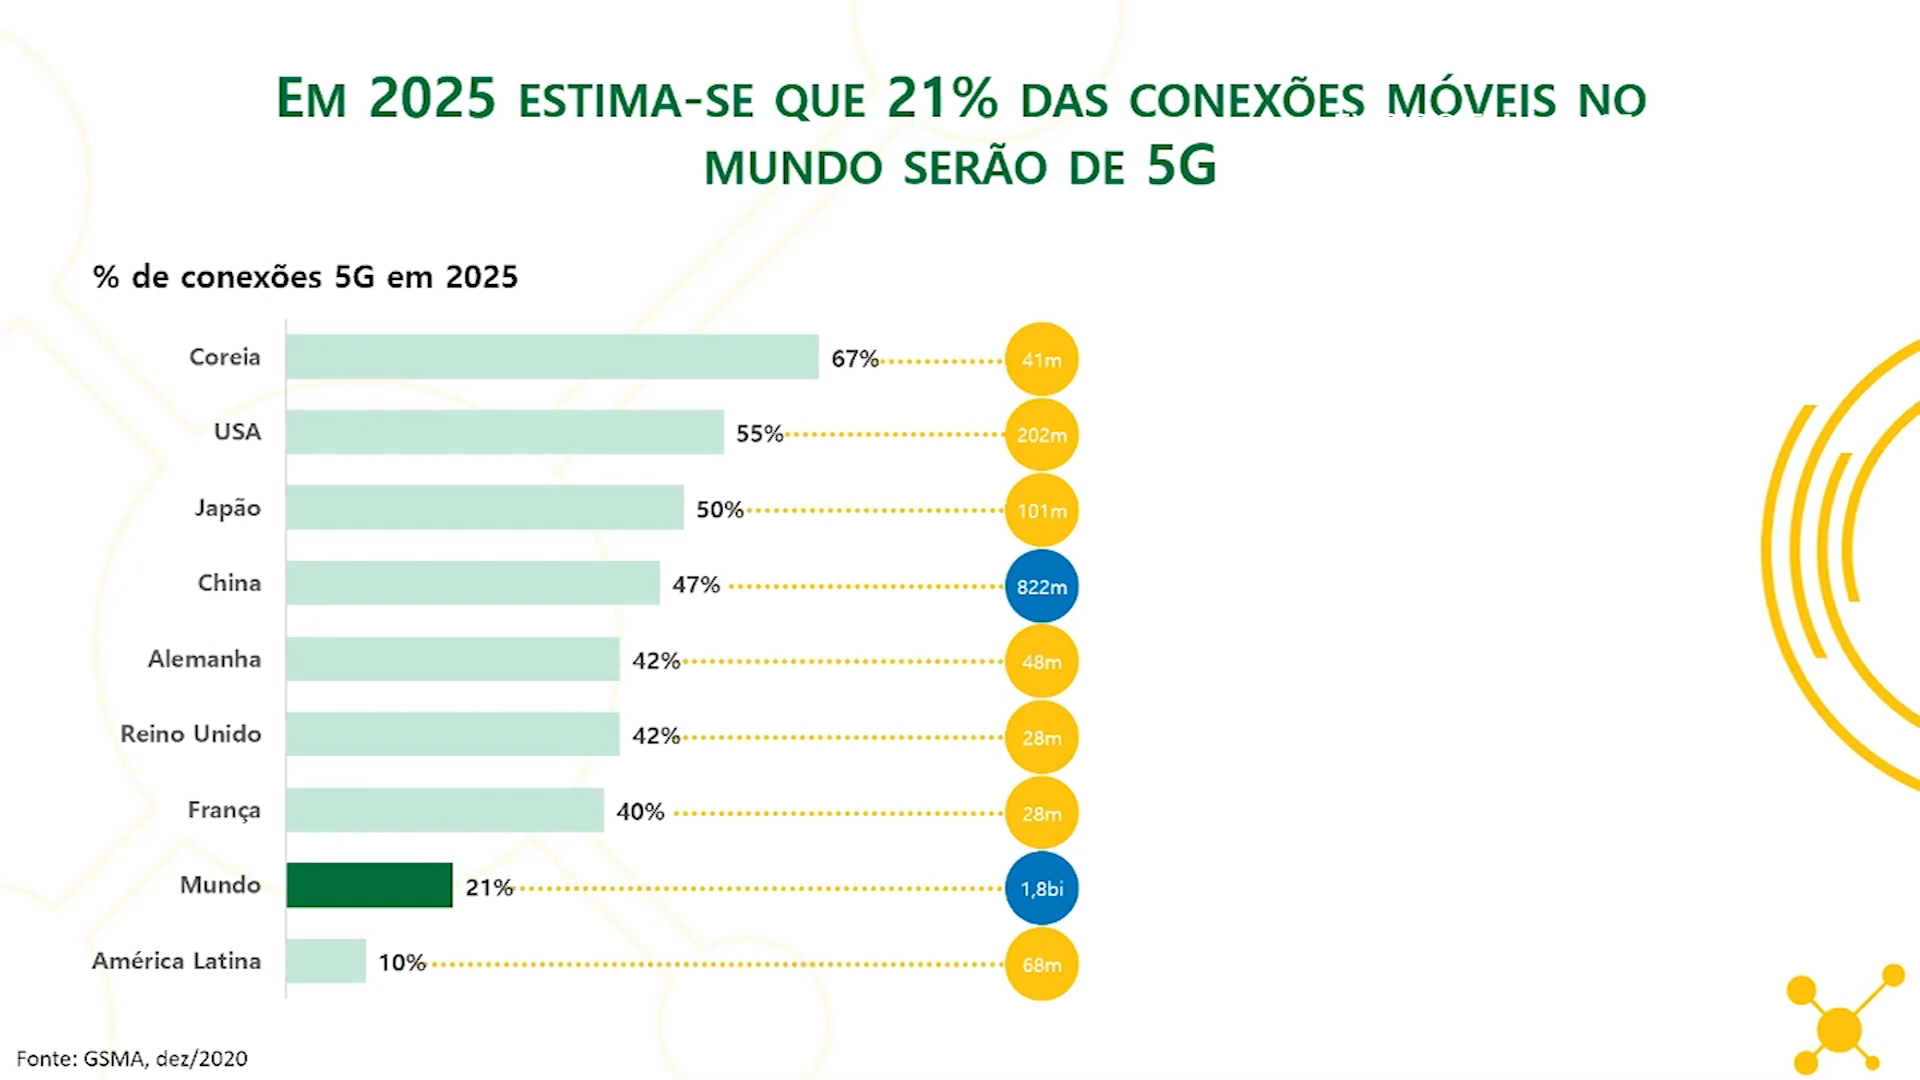 Em 2025 estima-se que 21% das conexões móveis no
mundo serão de 5G
% de conexões 5G em 2025
Coreia 67% 41m
USA 55% 202m
Japão 50% 101m
China 47% 822m
Alemanha 42% 48m
Reino Unido 42% 28m
França 40% 28m
Mundo 21% 1,8bi
América Latina 10% 68m
Fonte: GSMA, dez/2020